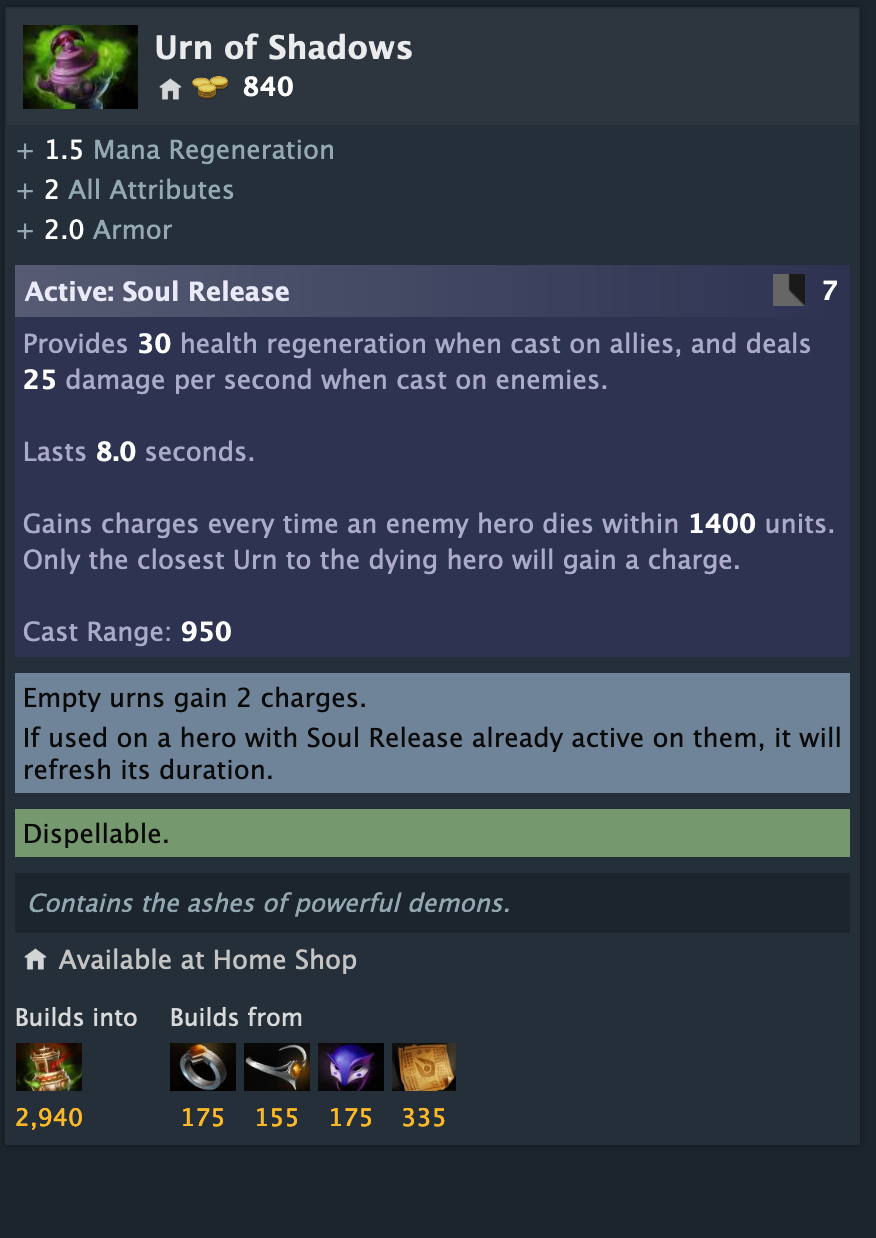 Urn of Shadows
840
+ 1.5 Mana Regeneration
+ 2 All Attributes
+ 2.0 Armor
Active: Soul Release 7
Provides 30 health regeneration when cast on allies, and deals
25 damage per second when cast on enemies.
Lasts 8.0 seconds.
Gains charges every time an enemy hero dies within 1400 units.
Only the closest Urn to the dying hero will gain a charge.
Cast Range: 950
Empty urns gain 2 charges.
If used on a hero with Soul Release already active on them, it will
refresh its duration.
Dispellable.
Contains the ashes of powerful demons.
Available at Home Shop
Builds into Builds from
2,940 175 155 175 335